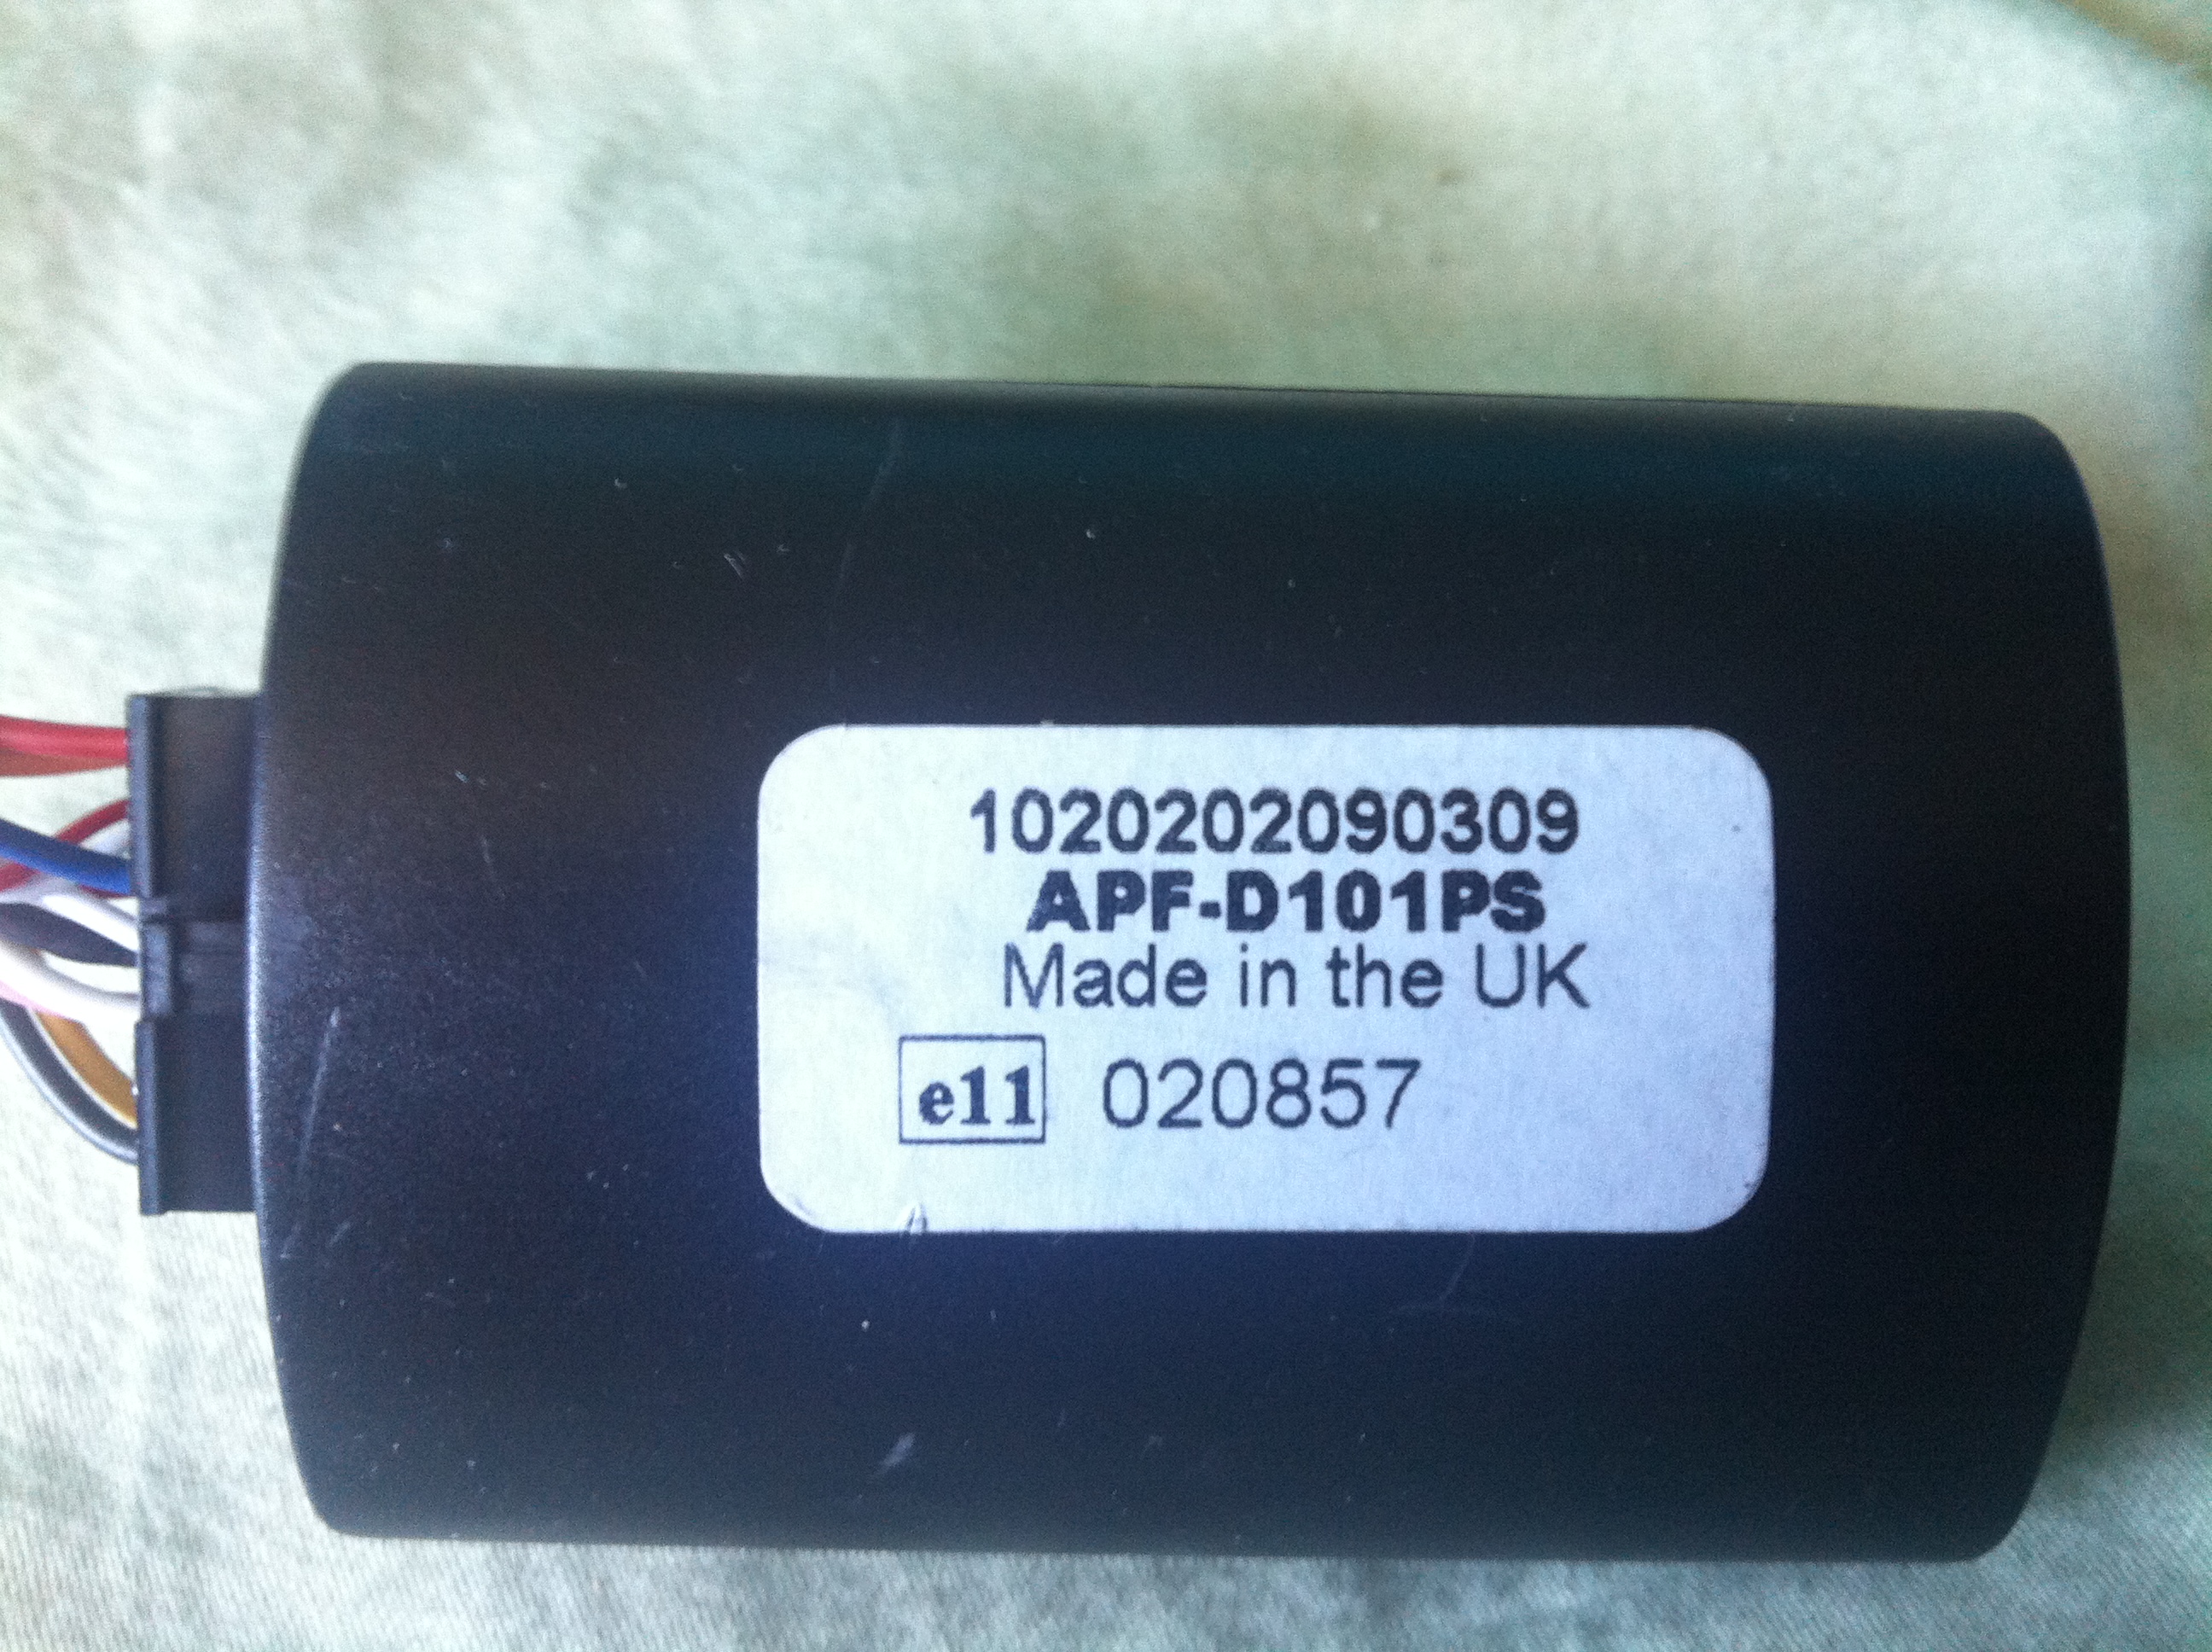 1020202090309
APF-D101PS
Made in the UK
e11 020857